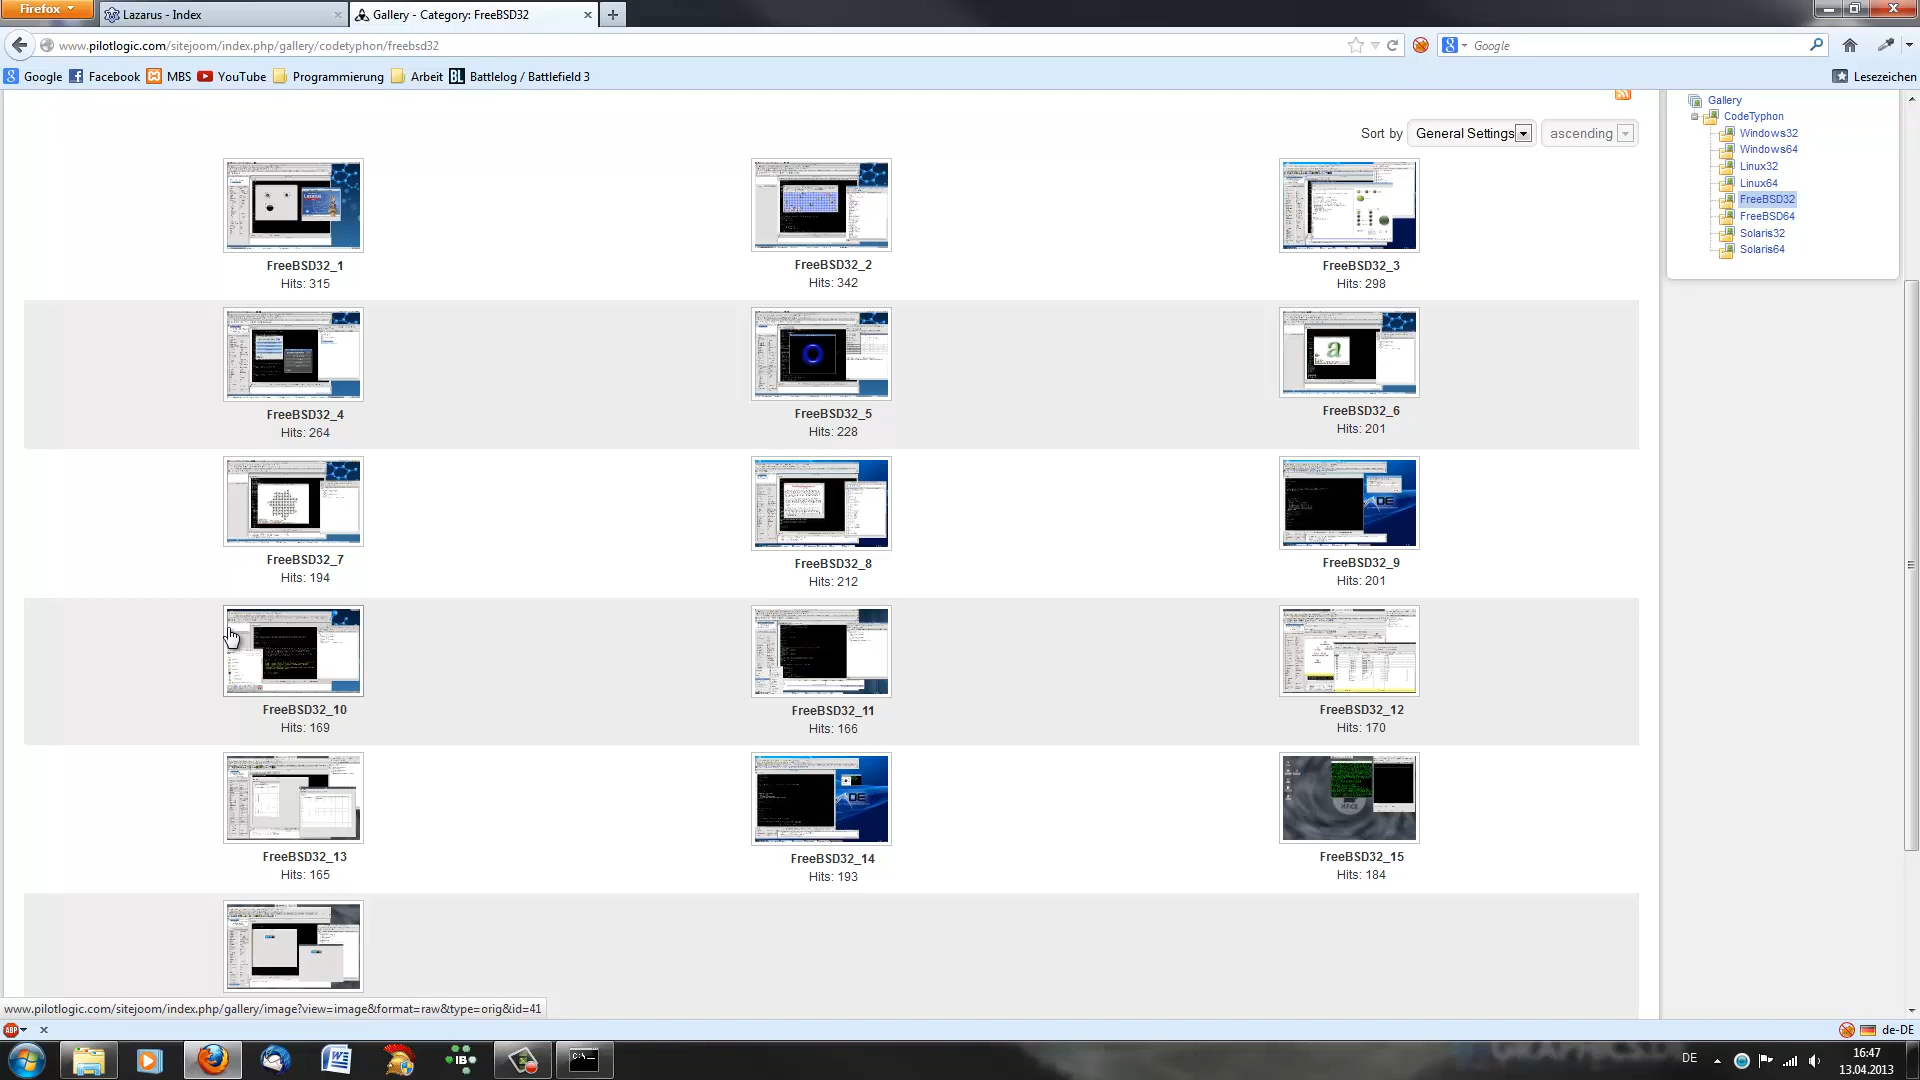 Firefox
Lazarus - Index
Gallery - Category: FreeBSD32
www.pilotlogic.com/sitejoom/index.php/gallery/codetyphon/freebsd32
Google
Google
Facebook
MBS
YouTube
Programmierung
Arbeit
BL
Battlelog / Battlefield 3
Lesezeichen
Gallery
CodeTyphon
Windows32
Windows64
Linux32
Linux64
FreeBSD32
FreeBSD64
Solaris32
Solaris64
Sort by General Settings ascending
FreeBSD32_1
Hits: 315
FreeBSD32_2
Hits: 342
FreeBSD32_3
Hits: 298
FreeBSD32_4
Hits: 264
FreeBSD32_5
Hits: 228
FreeBSD32_6
Hits: 201
FreeBSD32_7
Hits: 194
FreeBSD32_8
Hits: 212
FreeBSD32_9
Hits: 201
FreeBSD32_10
Hits: 169
FreeBSD32_11
Hits: 166
FreeBSD32_12
Hits: 170
FreeBSD32_13
Hits: 165
FreeBSD32_14
Hits: 193
FreeBSD32_15
Hits: 184
www.pilotlogic.com/sitejoom/index.php/gallery/image?view=image&format=raw&type=orig&id=41
ABP
de-DE
IB
DE
16:47
13.04.2013